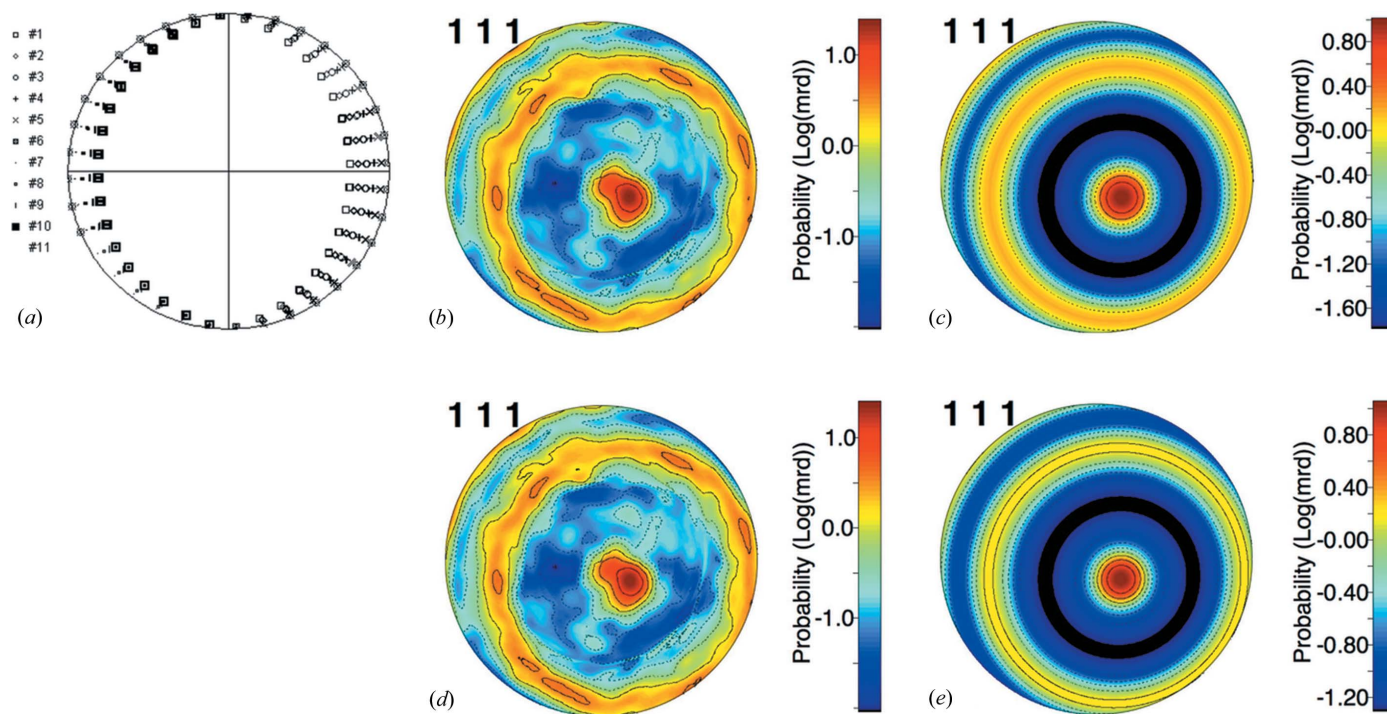 #1
#2
#3
#4
#5
#6
#7
#8
#9
#10
#11
(a)
1 1 1
(b)
1.0
0.0
-1.0
Probability (Log(mrd))
1 1 1
(c)
0.80
0.40
-0.00
-0.40
-0.80
-1.20
-1.60
Probability (Log(mrd))
1 1 1
(d)
1.0
0.0
-1.0
Probability (Log(mrd))
1 1 1
(e)
0.80
0.40
0.00
-0.40
-0.80
-1.20
Probability (Log(mrd))